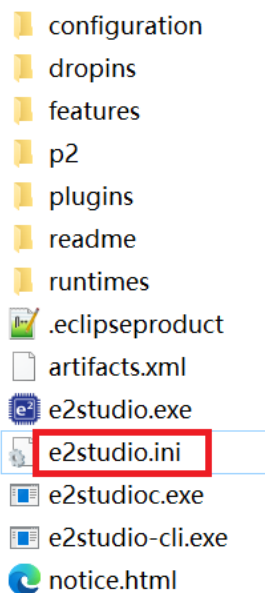 configuration
dropins
features
p2
plugins
readme
runtimes
.eclipseproduct
artifacts.xml
e2studio.exe
e2studio.ini
e2studioc.exe
e2studio-cli.exe
notice.html